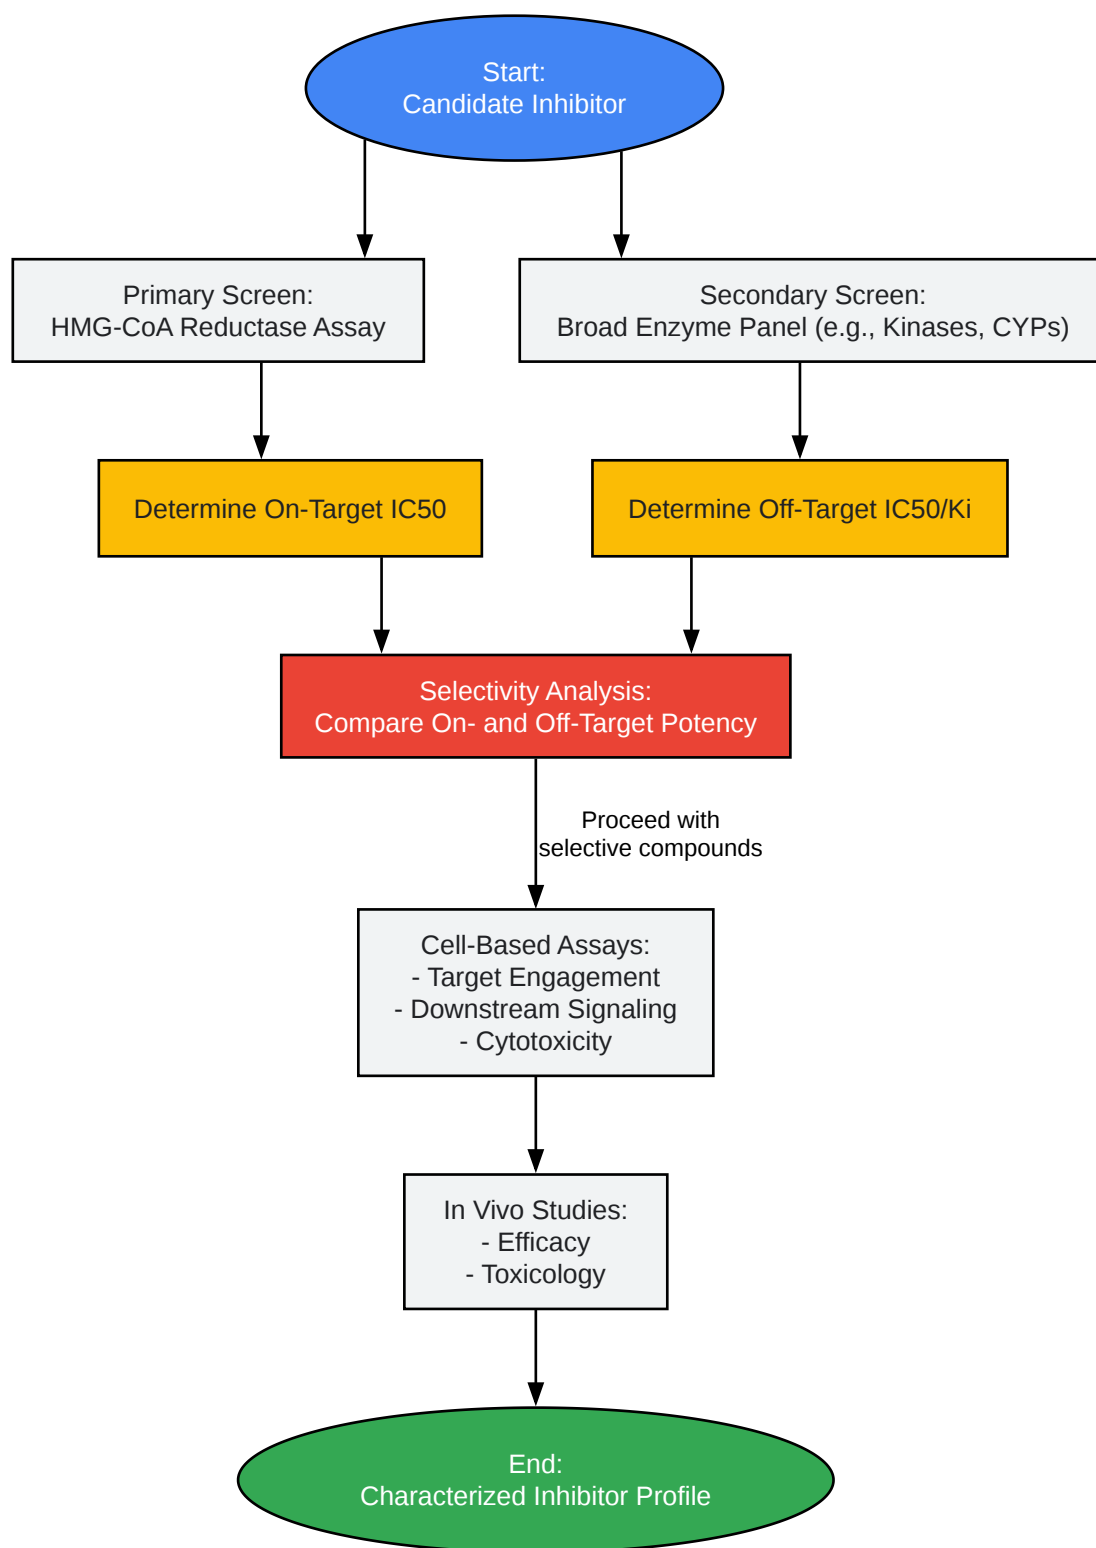 Start:
Candidate Inhibitor
Primary Screen:
HMG-CoA Reductase Assay
Secondary Screen:
Broad Enzyme Panel (e.g., Kinases, CYPs)
Determine On-Target IC50
Determine Off-Target IC50/Ki
Selectivity Analysis:
Compare On- and Off-Target Potency
Proceed with
selective compounds
Cell-Based Assays:
- Target Engagement
- Downstream Signaling
- Cytotoxicity
In Vivo Studies:
- Efficacy
- Toxicology
End:
Characterized Inhibitor Profile